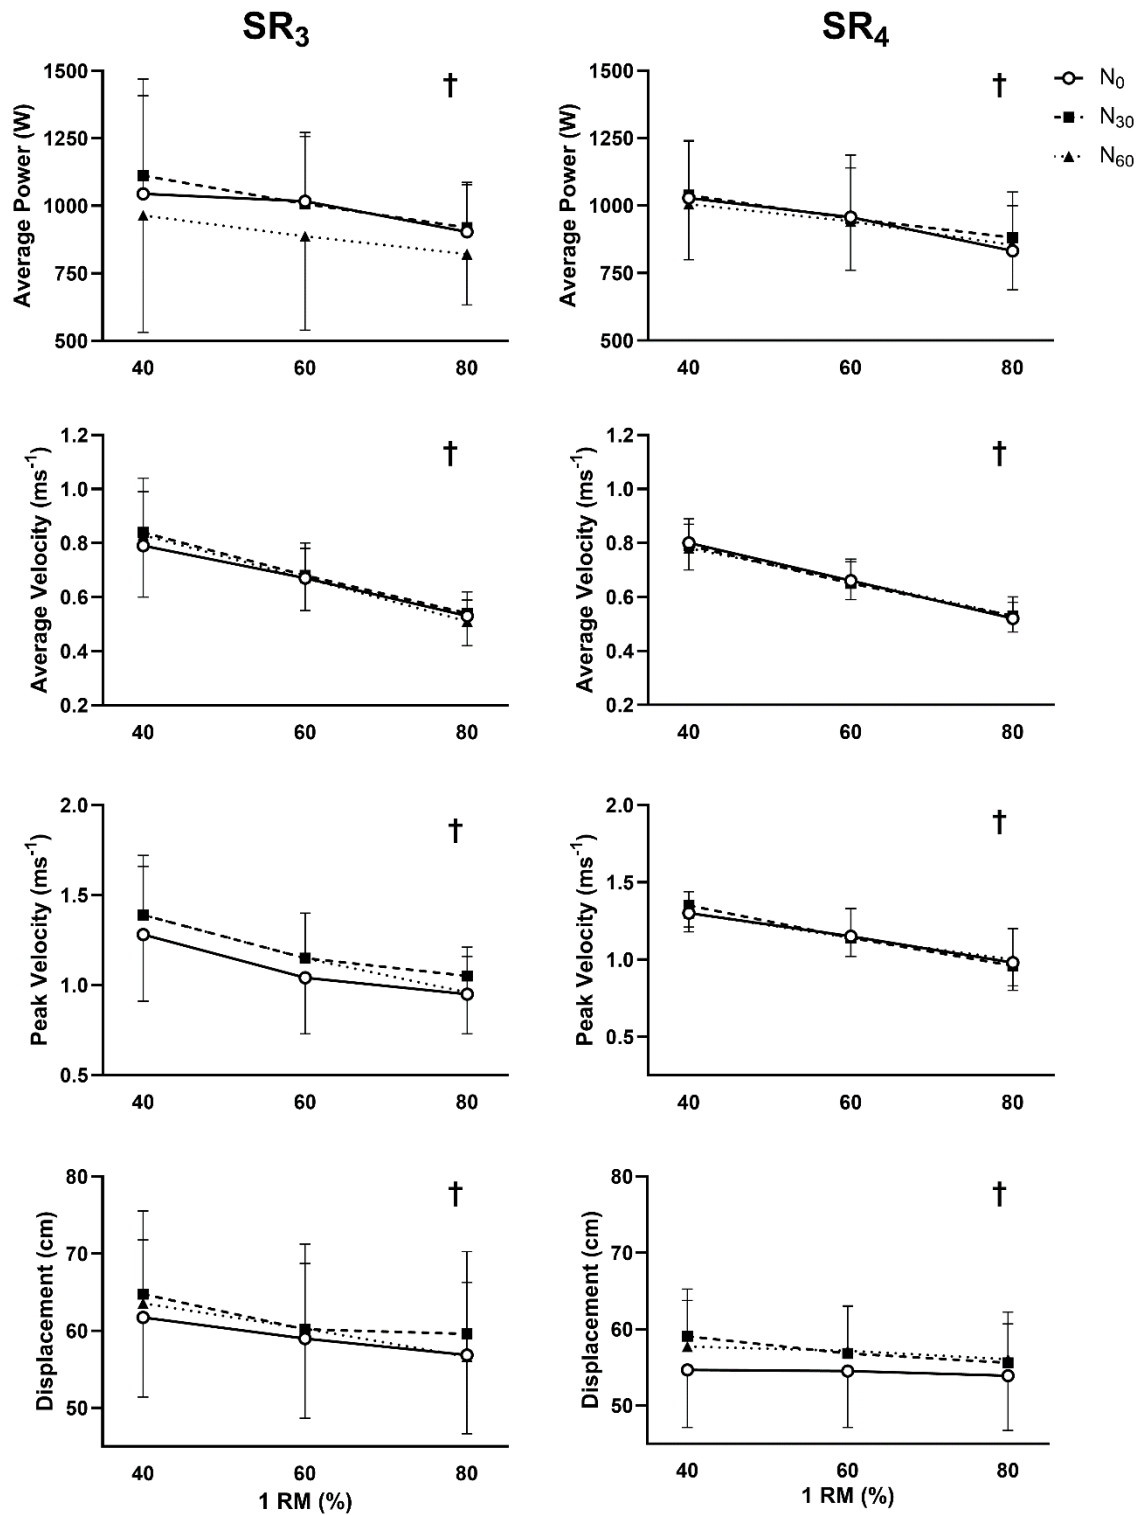 SR3 SR4
† †
N0
N30
N60
Average Power (W)
1500
1250
1000
750
500
40 60 80
Average Power (W)
1500
1250
1000
750
500
40 60 80
Average Velocity (ms-1)
1.2
1.0
0.8
0.6
0.4
0.2
†
40 60 80
Average Velocity (ms-1)
1.2
1.0
0.8
0.6
0.4
0.2
†
40 60 80
Peak Velocity (ms-1)
2.0
1.5
1.0
0.5
†
40 60 80
Peak Velocity (ms-1)
2.0
1.5
1.0
0.5
†
40 60 80
Displacement (cm)
80
70
60
50
†
40 60 80
1 RM (%)
Displacement (cm)
80
70
60
50
†
40 60 80
1 RM (%)